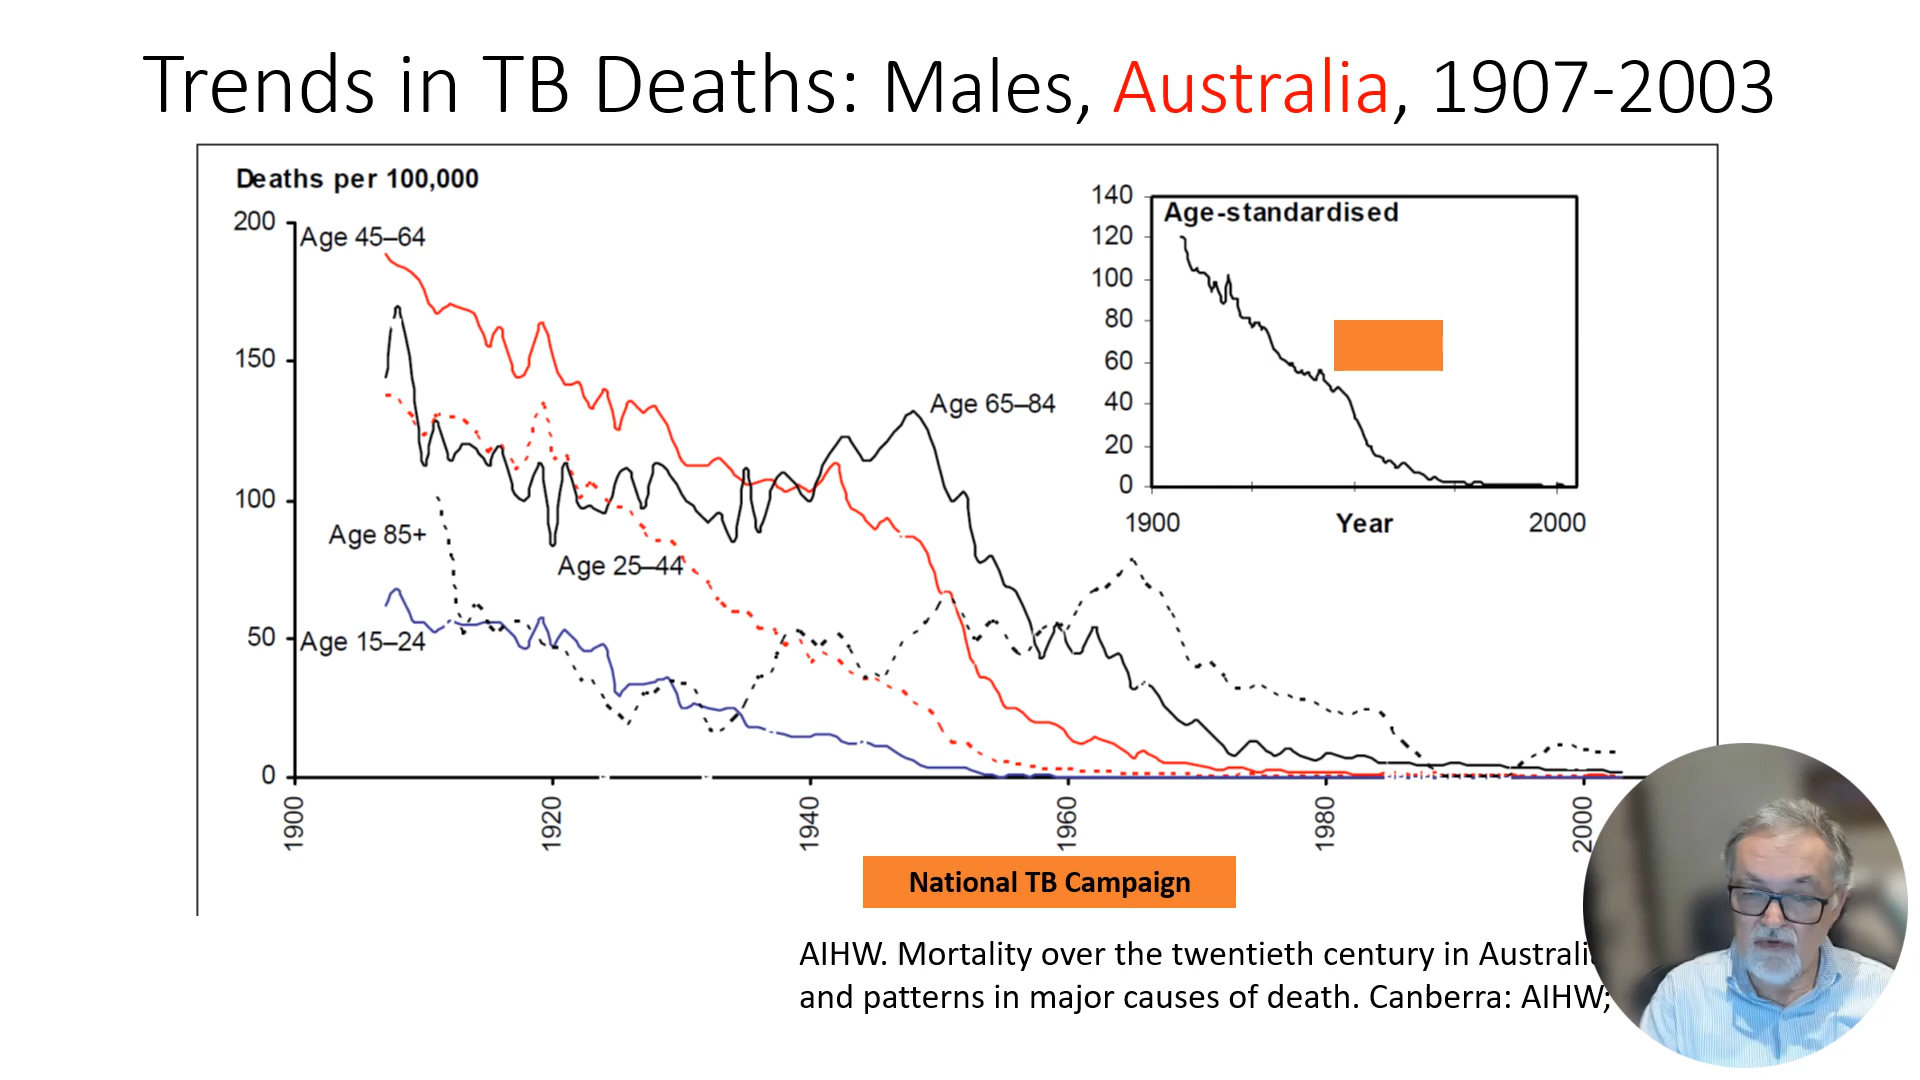 Trends in TB Deaths: Males, Australia, 1907-2003
Deaths per 100,000
200
150
100
50
0
Age 45–64
Age 65–84
Age 85+
Age 25–44
Age 15–24
1900
1920
1940
1960
1980
2000
140
120
100
80
60
40
20
0
Age-standardised
1900
Year
2000
National TB Campaign
AIHW. Mortality over the twentieth century in
and patterns in major causes of death. Canberra: AIHW;